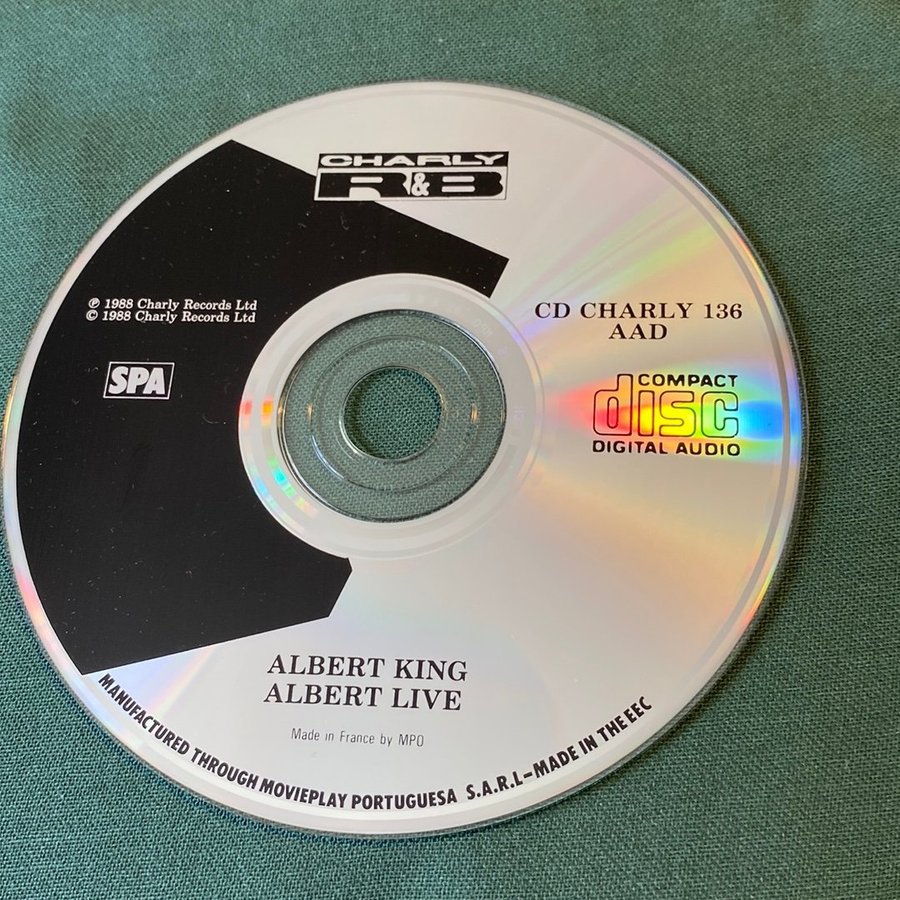 CHARLY
R&B
℗ 1988 Charly Records Ltd
© 1988 Charly Records Ltd
CD CHARLY 136
AAD
SPA
COMPACT
disc
DIGITAL AUDIO
ALBERT KING
ALBERT LIVE
Made in France by MPO
MANUFACTURED THROUGH MOVIEPLAY PORTUGUESA S.A.R.L-MADE IN THE EEC